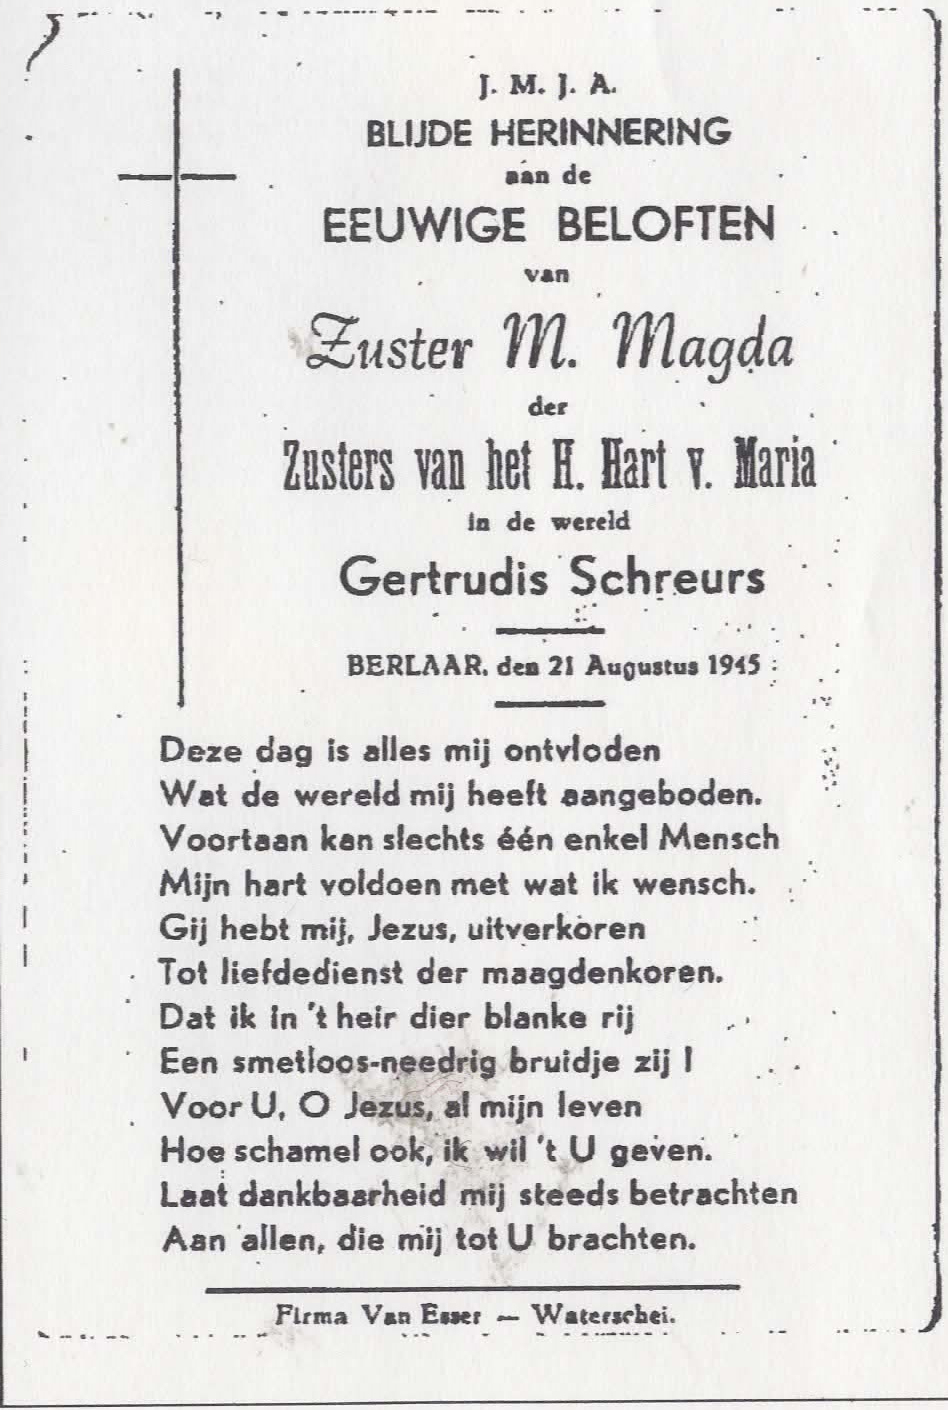 J. M. J. A.
BLIJDE HERINNERING
aan de
EEUWIGE BELOFTEN
van
Zuster M. Magda
der
Zusters van het H. Hart v. Maria
in de wereld
Gertrudis Schreurs
BERLAAR, den 21 Augustus 1945
Deze dag is alles mij ontvloden
Wat de wereld mij heeft aangeboden.
Voortaan kan slechts één enkel Mensch
Mijn hart voldoen met wat ik wensch.
Gij hebt mij, Jezus, uitverkoren
Tot liefdedienst der maagdenkoren.
Dat ik in 't heir dier blanke rij
Een smetloos-needrig bruidje zij !
Voor U, O Jezus, al mijn leven
Hoe schamel ook, ik wil 't U geven.
Laat dankbaarheid mij steeds betrachten
Aan allen, die mij tot U brachten.
Firma Van Esser — Waterschei.